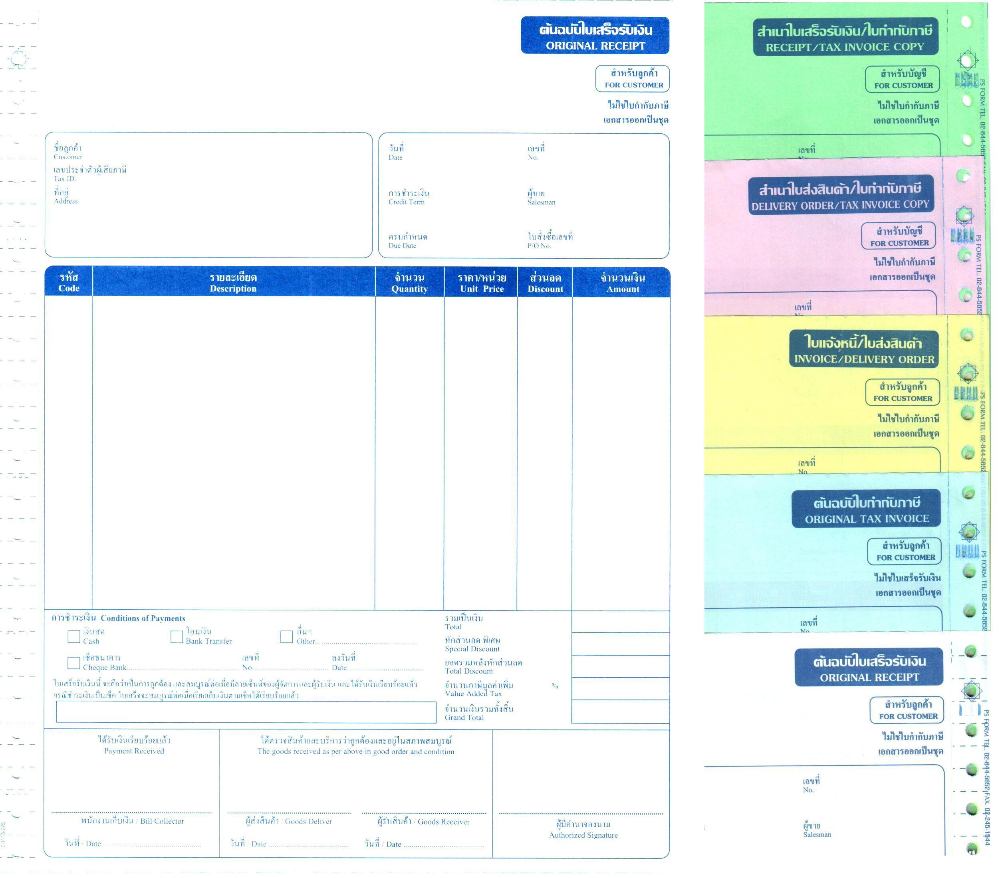 ต้นฉบับใบเสร็จรับเงิน
ORIGINAL RECEIPT
สำหรับลูกค้า
FOR CUSTOMER
ไม่ใช่ใบกำกับภาษี
เอกสารออกเป็นชุด
ชื่อลูกค้า
Customer
เลขประจำตัวผู้เสียภาษี
Tax ID.
ที่อยู่
Address
วันที่
Date
เลขที่
No.
การชำระเงิน
Credit Term
ผู้ขาย
Salesman
ครบกำหนด
Due Date
ใบสั่งซื้อเลขที่
P/O No.
รหัส รายละเอียด จำนวน ราคา/หน่วย ส่วนลด จำนวนเงิน
Code Description Quantity Unit Price Discount Amount
การชำระเงิน Conditions of Payments
เงินสด โอนเงิน อื่นๆ
Cash Bank Transfer Other
เช็คธนาคาร เลขที่ ลงวันที่
Cheque Bank No. Date
ใบเสร็จรับเงินนี้ จะถือว่าเป็นการถูกต้อง และสมบูรณ์ต่อเมื่อมีลายเซ็นต์ของผู้จัดการและผู้รับเงิน และได้รับเงินเรียบร้อยแล้ว
กรณีชำระเงินเป็นเช็ค ใบเสร็จจะสมบูรณ์ต่อเมื่อเรียกเก็บเงินตามเช็คได้เรียบร้อยแล้ว
รวมเป็นเงิน
Total
หักส่วนลด พิเศษ
Special Discount
ยอดรวมหลังหักส่วนลด
Total Discount
จำนวนภาษีมูลค่าเพิ่ม %
Value Added Tax
จำนวนเงินรวมทั้งสิ้น
Grand Total
ได้รับเงินเรียบร้อยแล้ว
Payment Received
ได้ตรวจสินค้าและบริการว่าถูกต้องและอยู่ในสภาพสมบูรณ์
The goods received as per above in good order and condition
พนักงานเก็บเงิน / Bill Collector
วันที่ / Date
ผู้ส่งสินค้า / Goods Deliver
วันที่ / Date
ผู้รับสินค้า / Goods Receiver
วันที่ / Date
ผู้มีอำนาจลงนาม
Authorized Signature
E-1113-275
สำเนาใบเสร็จรับเงิน/ใบกำกับภาษี
RECEIPT/TAX INVOICE COPY
สำหรับบัญชี
FOR CUSTOMER
ไม่ใช่ใบกำกับภาษี
เอกสารออกเป็นชุด
เลขที่
PS FORM TEL. 02-844-5652
สำเนาใบส่งสินค้า/ใบกำกับภาษี
DELIVERY ORDER/TAX INVOICE COPY
สำหรับบัญชี
FOR CUSTOMER
ไม่ใช่ใบกำกับภาษี
เอกสารออกเป็นชุด
เลขที่
PS FORM TEL. 02-844-5652
ใบแจ้งหนี้/ใบส่งสินค้า
INVOICE/DELIVERY ORDER
สำหรับลูกค้า
FOR CUSTOMER
ไม่ใช่ใบกำกับภาษี
เอกสารออกเป็นชุด
เลขที่
No.
PS FORM TEL. 02-844-5652
ต้นฉบับใบกำกับภาษี
ORIGINAL TAX INVOICE
สำหรับลูกค้า
FOR CUSTOMER
ไม่ใช่ใบเสร็จรับเงิน
เอกสารออกเป็นชุด
เลขที่
No.
PS FORM TEL. 02-844-5652
ต้นฉบับใบเสร็จรับเงิน
ORIGINAL RECEIPT
สำหรับลูกค้า
FOR CUSTOMER
ไม่ใช่ใบกำกับภาษี
เอกสารออกเป็นชุด
เลขที่
No.
ผู้ขาย
Salesman
PS FORM TEL. 02-844-5652 FAX. 02-245-1544